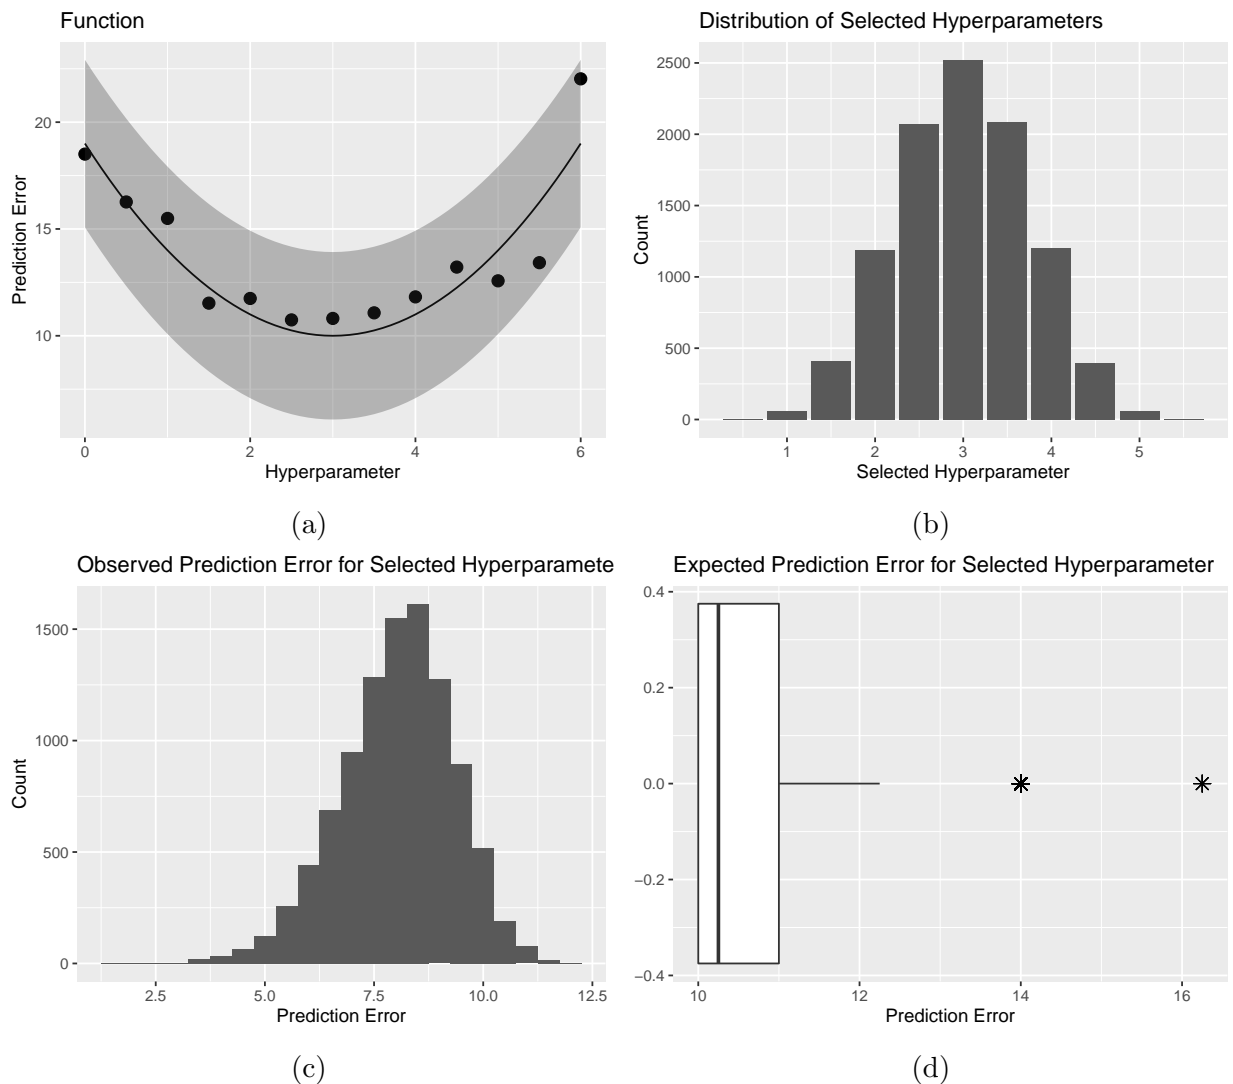 Function
Prediction Error
20
15
10
0
2
4
6
Hyperparameter
(a)
Distribution of Selected Hyperparameters
Count
2500
2000
1500
1000
500
0
1
2
3
4
5
Selected Hyperparameter
(b)
Observed Prediction Error for Selected Hyperparamete
Count
1500
1000
500
0
2.5
5.0
7.5
10.0
12.5
Prediction Error
(c)
Expected Prediction Error for Selected Hyperparameter
0.4
0.2
0.0
−0.2
−0.4
10
12
14
16
Prediction Error
(d)